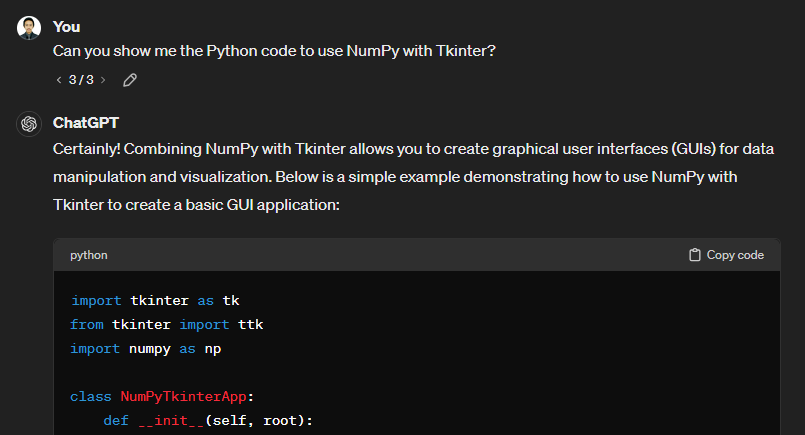 You
Can you show me the Python code to use NumPy with Tkinter?
< 3 / 3 >
ChatGPT
Certainly! Combining NumPy with Tkinter allows you to create graphical user interfaces (GUIs) for data
manipulation and visualization. Below is a simple example demonstrating how to use NumPy with
Tkinter to create a basic GUI application:
python Copy code
import tkinter as tk
from tkinter import ttk
import numpy as np
class NumPyTkinterApp:
    def __init__(self, root):